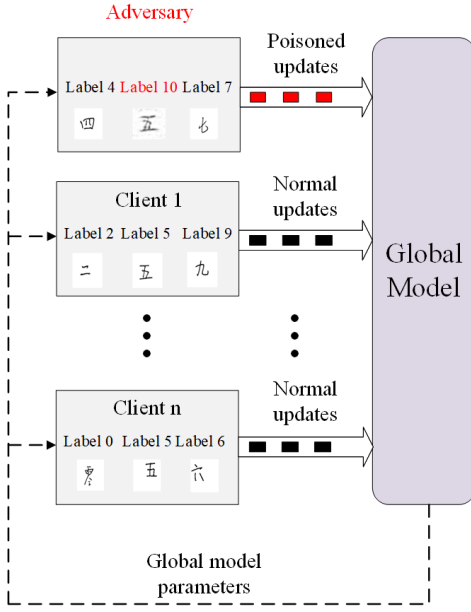 Adversary
Label 4 Label 10 Label 7
四 五 七
Poisoned
updates
Client 1
Label 2 Label 5 Label 9
二 五 九
Normal
updates
Global
Model
Client n
Label 0 Label 5 Label 6
零 五 六
Normal
updates
Global model
parameters